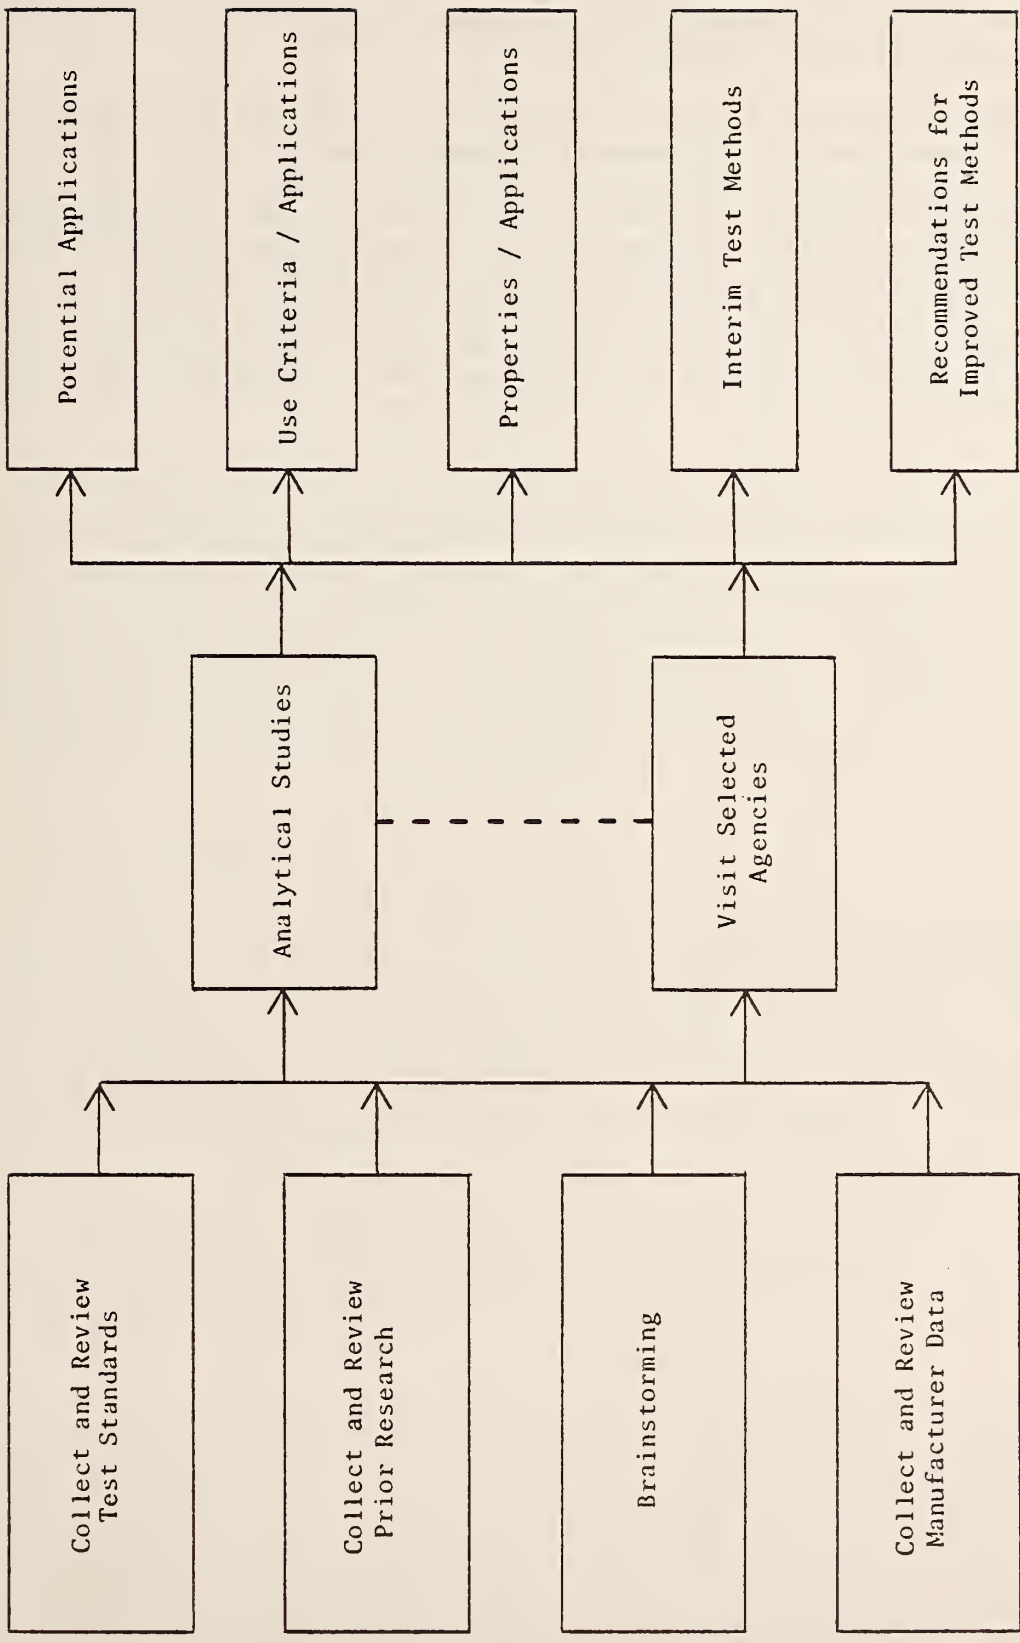 Collect and Review
Test Standards
Collect and Review
Prior Research
Brainstorming
Collect and Review
Manufacturer Data
Analytical Studies
Visit Selected
Agencies
Potential Applications
Use Criteria / Applications
Properties / Applications
Interim Test Methods
Recommendations for
Improved Test Methods